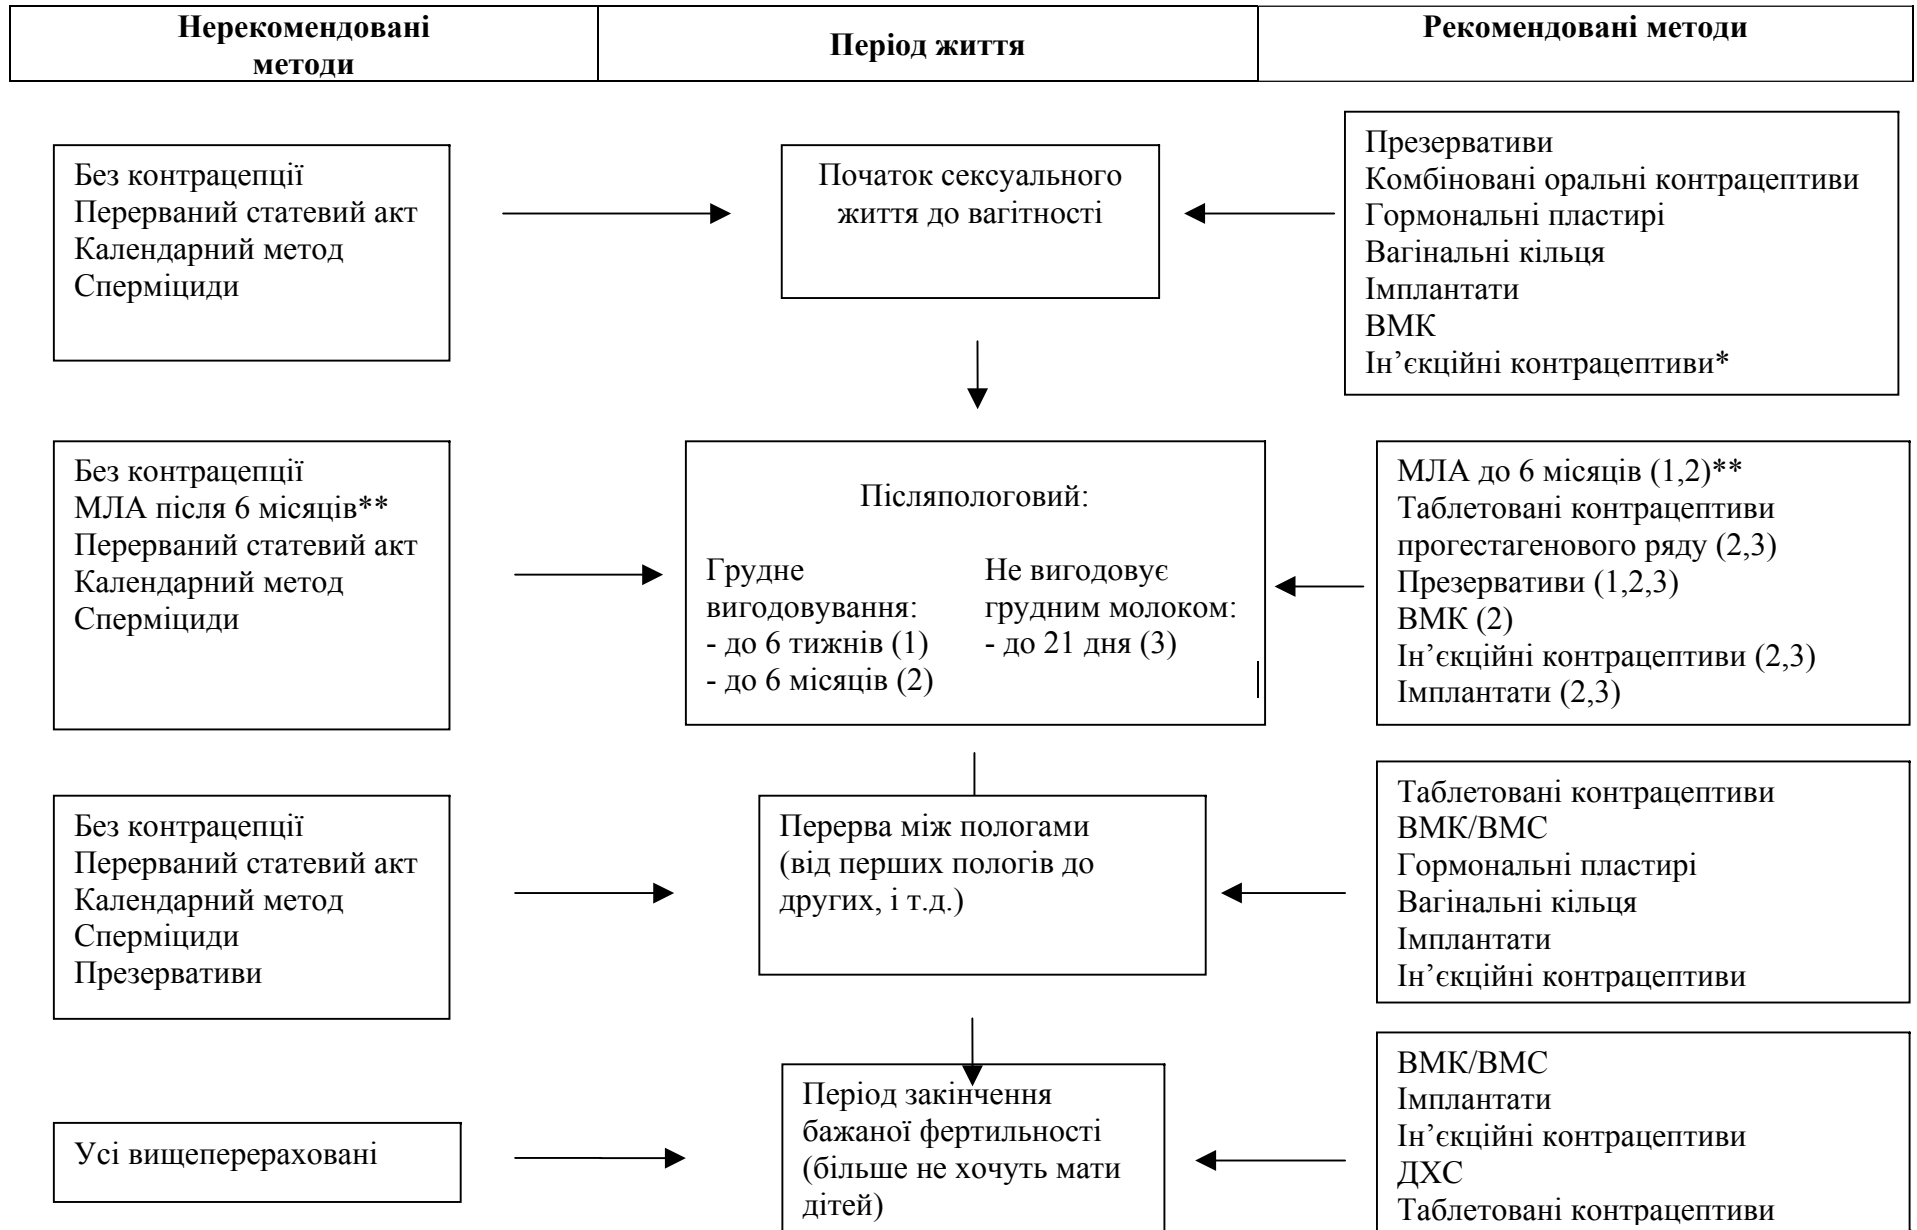 Нерекомендовані
методи
Період життя
Рекомендовані методи
Без контрацепції
Перерваний статевий акт
Календарний метод
Сперміциди
Початок сексуального
життя до вагітності
Презервативи
Комбіновані оральні контрацептиви
Гормональні пластирі
Вагінальні кільця
Імплантати
ВМК
Ін’єкційні контрацептиви*
Без контрацепції
МЛА після 6 місяців**
Перерваний статевий акт
Календарний метод
Сперміциди
Післяпологовий:
Грудне
вигодовування:
- до 6 тижнів (1)
- до 6 місяців (2)
Не вигодовує
грудним молоком:
- до 21 дня (3)
МЛА до 6 місяців (1,2)**
Таблетовані контрацептиви
прогестагенового ряду (2,3)
Презервативи (1,2,3)
ВМК (2)
Ін’єкційні контрацептиви (2,3)
Імплантати (2,3)
Без контрацепції
Перерваний статевий акт
Календарний метод
Сперміциди
Презервативи
Перерва між пологами
(від перших пологів до
других, і т.д.)
Таблетовані контрацептиви
ВМК/ВМС
Гормональні пластирі
Вагінальні кільця
Імплантати
Ін’єкційні контрацептиви
Усі вищеперераховані
Період закінчення
бажаної фертильності
(більше не хочуть мати
дітей)
ВМК/ВМС
Імплантати
Ін’єкційні контрацептиви
ДХС
Таблетовані контрацептиви